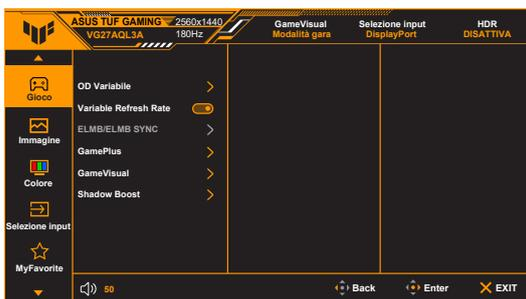 ASUS TUF GAMING 2560x1440
VG27AQL3A 180Hz
GameVisual
Modalità gara
Selezione input
DisplayPort
HDR
DISATTIVA
Gioco
Immagine
Colore
Selezione input
MyFavorite
OD Variabile
Variable Refresh Rate
ELMB/ELMB SYNC
GamePlus
GameVisual
Shadow Boost
50
Back
Enter
EXIT